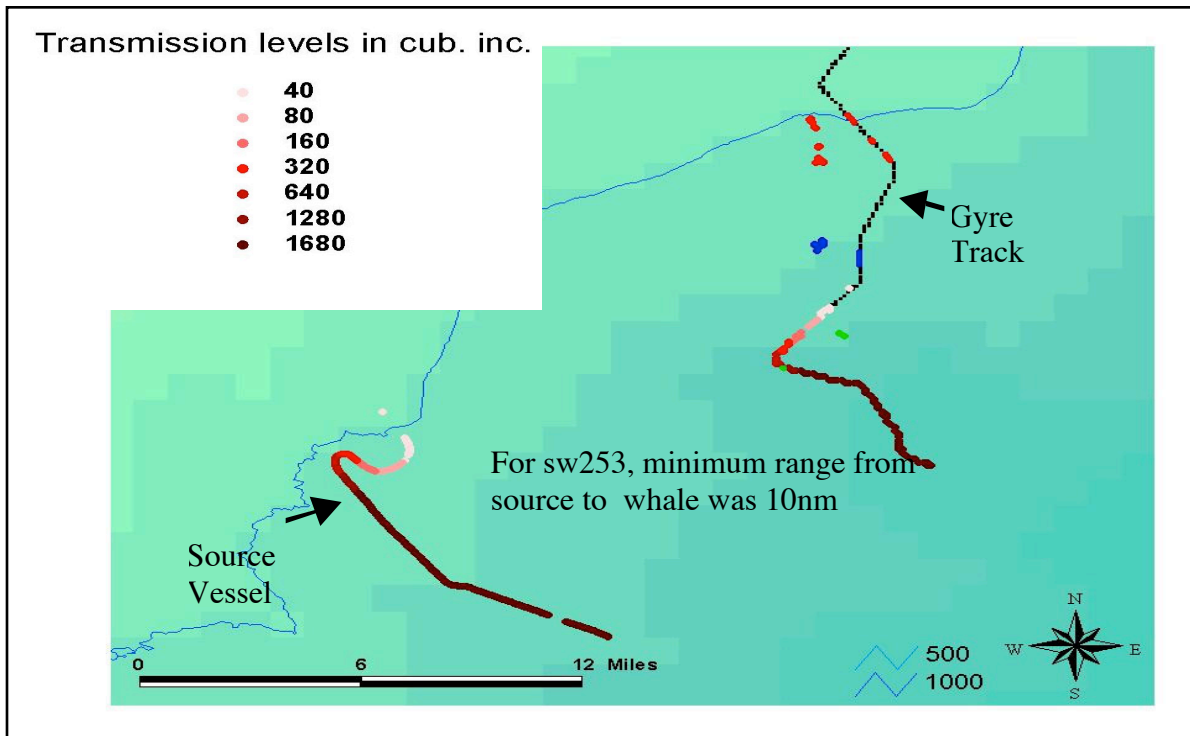 Transmission levels in cub. inc.
40
80
160
320
640
1280
1680
Gyre
Track
For sw253, minimum range from
source to whale was 10nm
Source
Vessel
0 6 12 Miles
500
1000
N
W E
S